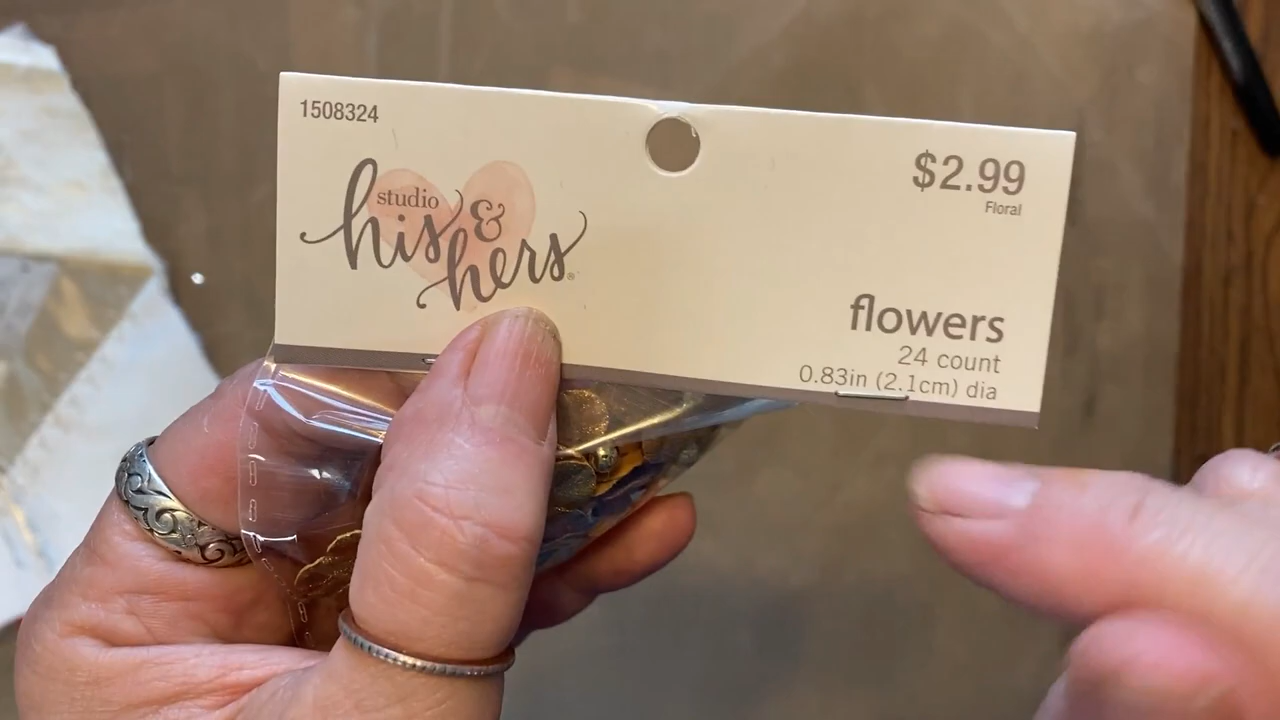 1508324
studio
his &
hers®
$2.99
Floral
flowers
24 count
0.83in (2.1cm) dia